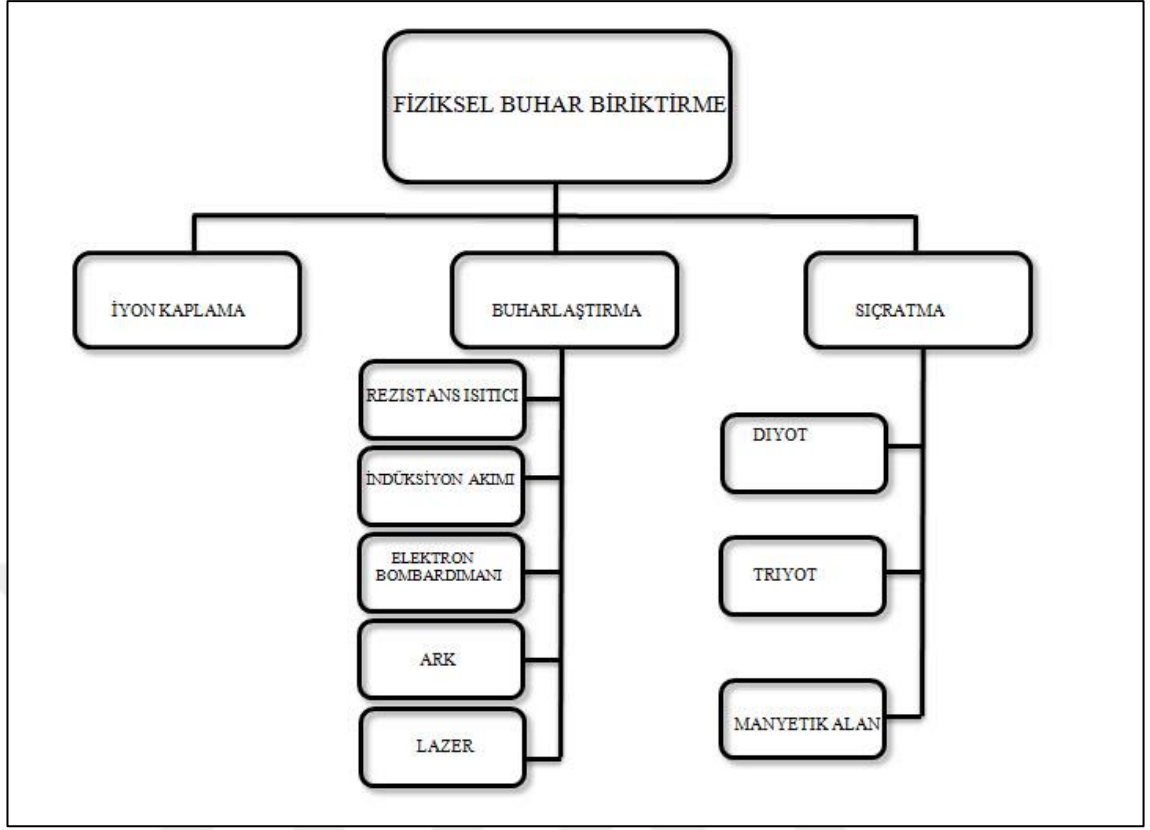 FİZİKSEL BUHAR BİRİKTİRME
İYON KAPLAMA
BUHARLAŞTIRMA
SIÇRATMA
REZISTANS ISITICI
İNDÜKSİYON AKIMI
ELEKTRON
BOMBARDIMANI
ARK
LAZER
DIYOT
TRIYOT
MANYETIK ALAN